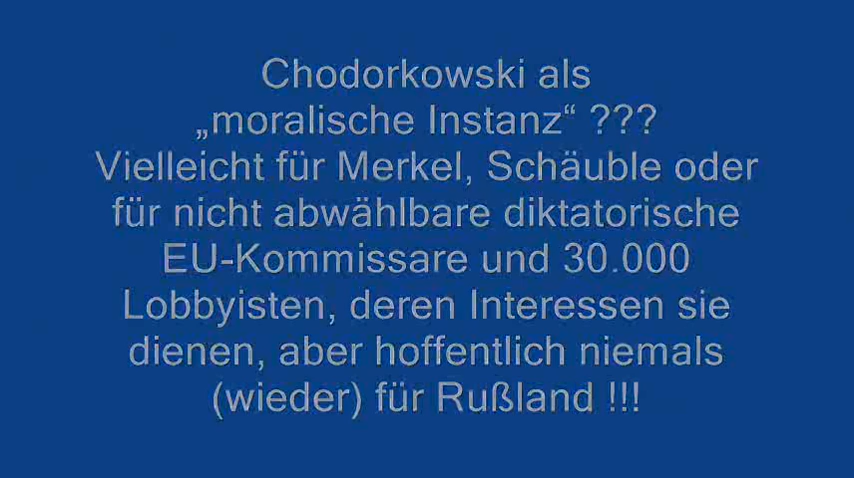 Chodorkowski als
„moralische Instanz“ ???
Vielleicht für Merkel, Schäuble oder
für nicht abwählbare diktatorische
EU-Kommissare und 30.000
Lobbyisten, deren Interessen sie
dienen, aber hoffentlich niemals
(wieder) für Rußland !!!